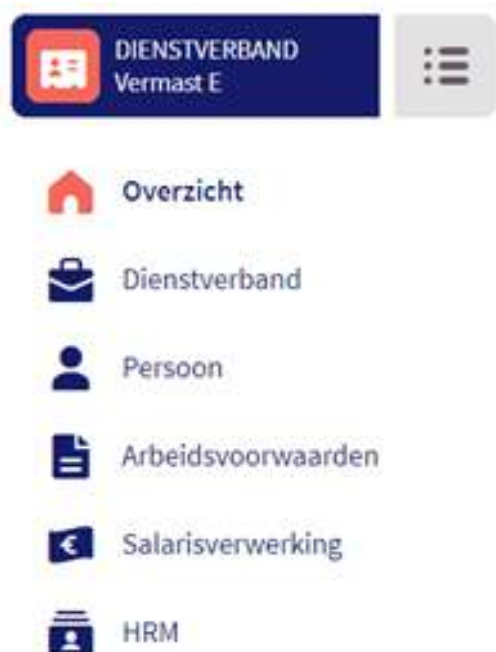 DIENSTVERBAND
Vermast E
Overzicht
Dienstverband
Persoon
Arbeidsvoorwaarden
Salarisverwerking
HRM